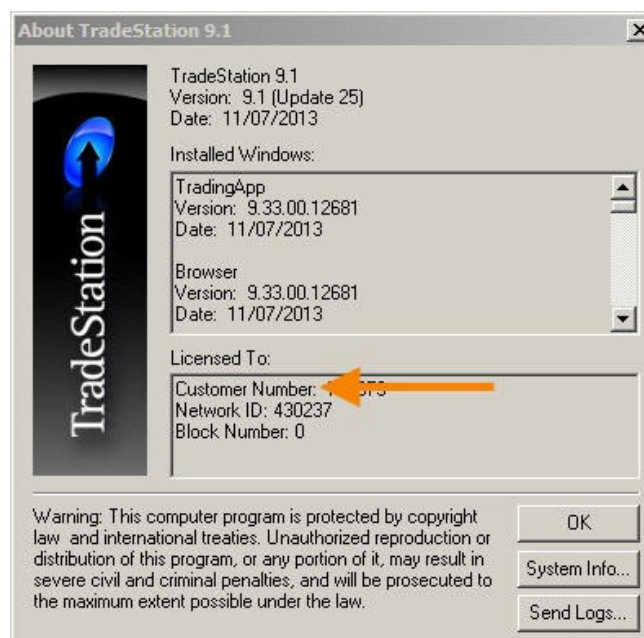 About TradeStation 9.1
TradeStation
TradeStation 9.1
Version: 9.1 (Update 25)
Date: 11/07/2013
Installed Windows:
TradingApp
Version: 9.33.00.12681
Date: 11/07/2013
Browser
Version: 9.33.00.12681
Date: 11/07/2013
Licensed To:
Customer Number:
Network ID: 430237
Block Number: 0
Warning: This computer program is protected by copyright
law and international treaties. Unauthorized reproduction or
distribution of this program, or any portion of it, may result in
severe civil and criminal penalties, and will be prosecuted to
the maximum extent possible under the law.
OK
System Info...
Send Logs...